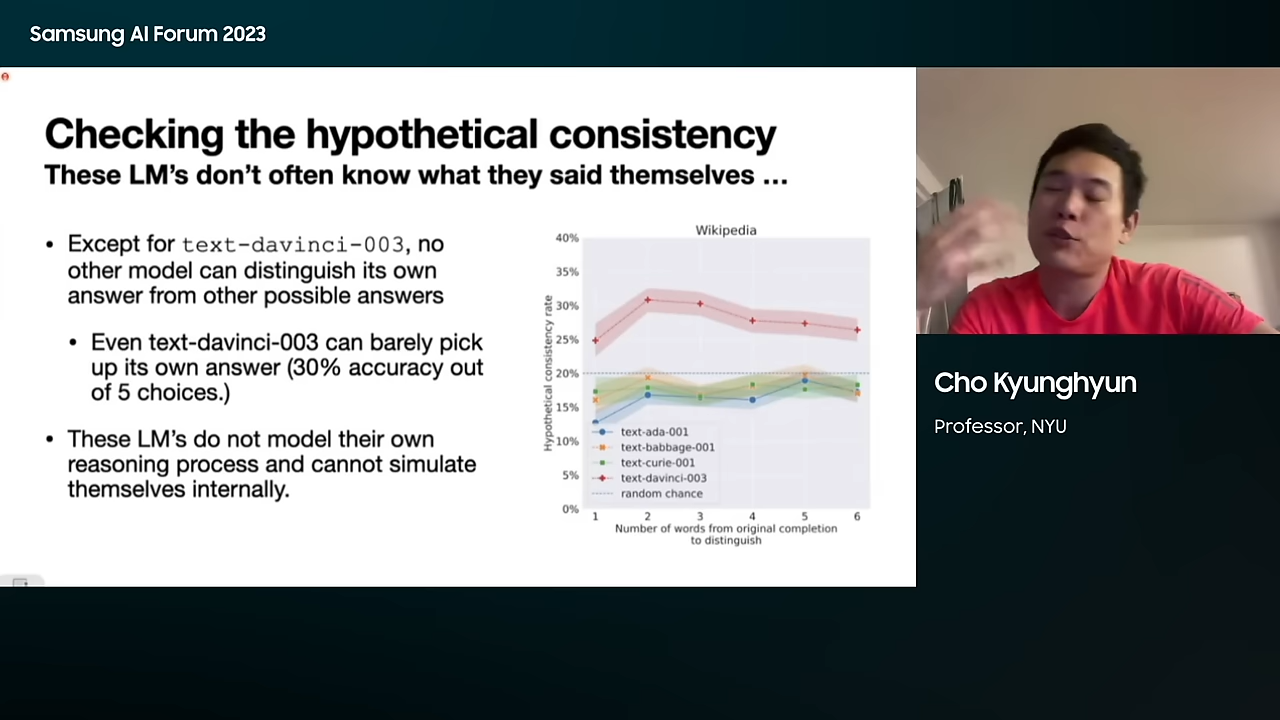 Samsung AI Forum 2023
Checking the hypothetical consistency
These LM's don't often know what they said themselves ...
• Except for text-davinci-003, no
other model can distinguish its own
answer from other possible answers
• Even text-davinci-003 can barely pick
up its own answer (30% accuracy out
of 5 choices.)
• These LM's do not model their own
reasoning process and cannot simulate
themselves internally.
Wikipedia
Hypothetical consistency rate
40%
35%
30%
25%
20%
15%
10%
5%
0%
text-ada-001
text-babbage-001
text-curie-001
text-davinci-003
random chance
1 2 3 4 5 6
Number of words from original completion
to distinguish
Cho Kyunghyun
Professor, NYU